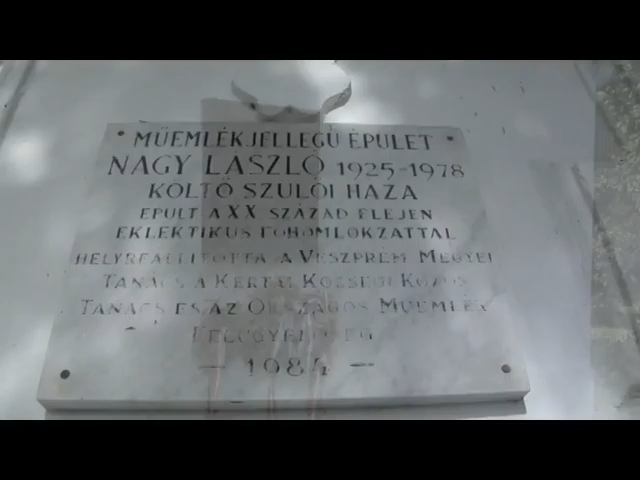 MŰEMLÉKJELLEGŰ ÉPÜLET
NAGY LÁSZLÓ 1925-1978
KÖLTŐ SZÜLŐI HÁZA
ÉPÜLT A XX SZÁZAD ELEJÉN
EKLEKTIKUS FŐHOMLOKZATTAL
HELYREÁLLÍTOTTA A VESZPRÉM MEGYEI
TANÁCS A KERTAI KÖZSÉGI KÖZÖS
TANÁCS ÉS AZ ORSZÁGOS MŰEMLÉKI
FELÜGYELŐSÉG
— 1984 —